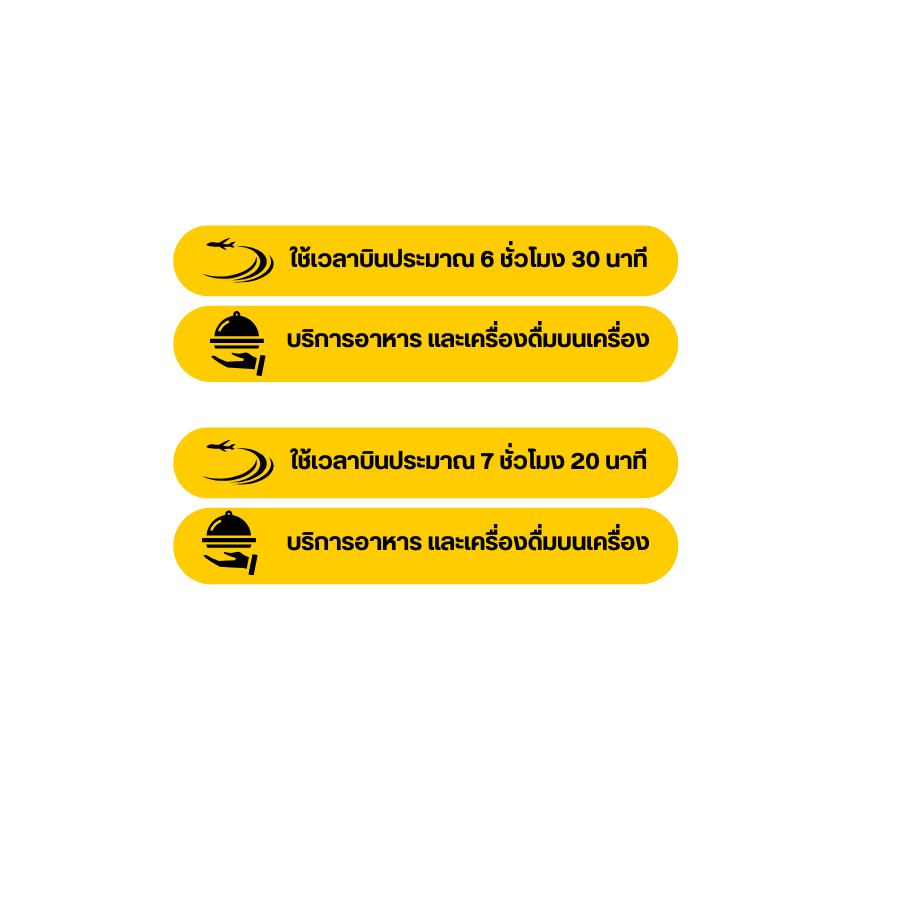 ใช้เวลาบินประมาณ 6 ชั่วโมง 30 นาที
บริการอาหาร และเครื่องดื่มบนเครื่อง
ใช้เวลาบินประมาณ 7 ชั่วโมง 20 นาที
บริการอาหาร และเครื่องดื่มบนเครื่อง